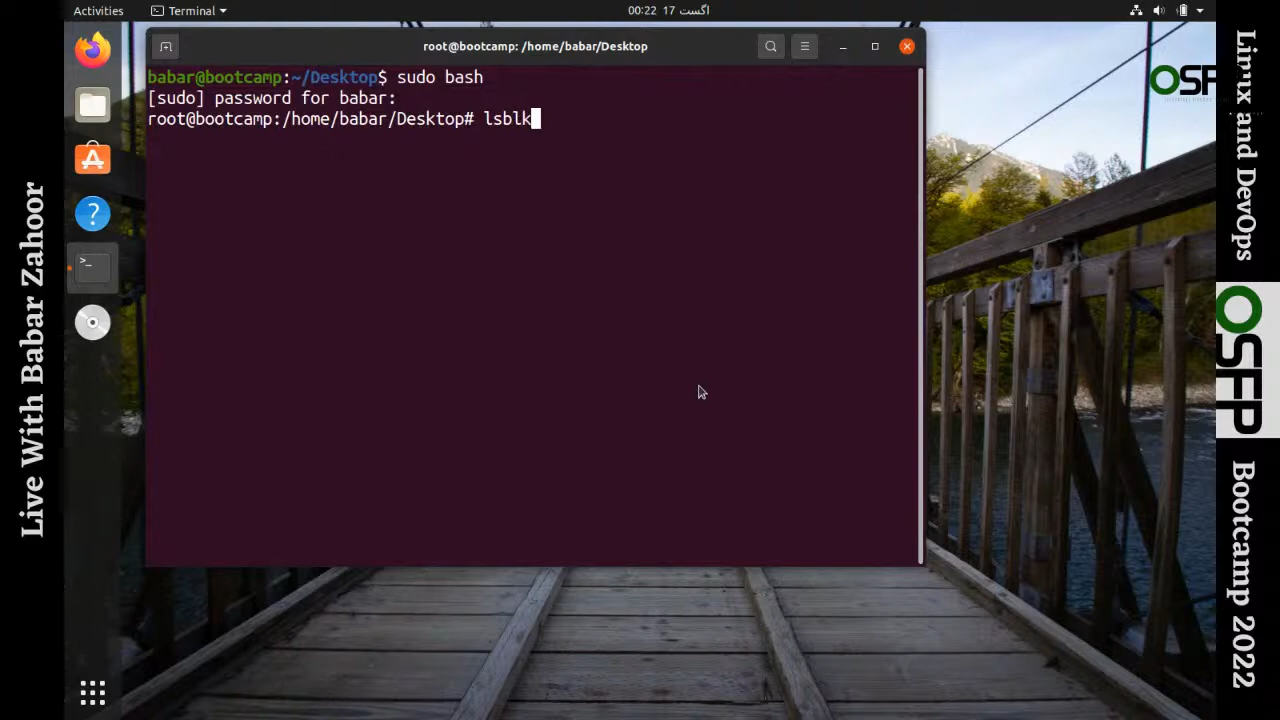 Activities
Terminal
00:22 17 اگست
root@bootcamp: /home/babar/Desktop
babar@bootcamp:~/Desktop$ sudo bash
[sudo] password for babar:
root@bootcamp:/home/babar/Desktop# lsblk
Live With Babar Zahoor
OSF
Linux and DevOps
OSFP
Bootcamp 2022